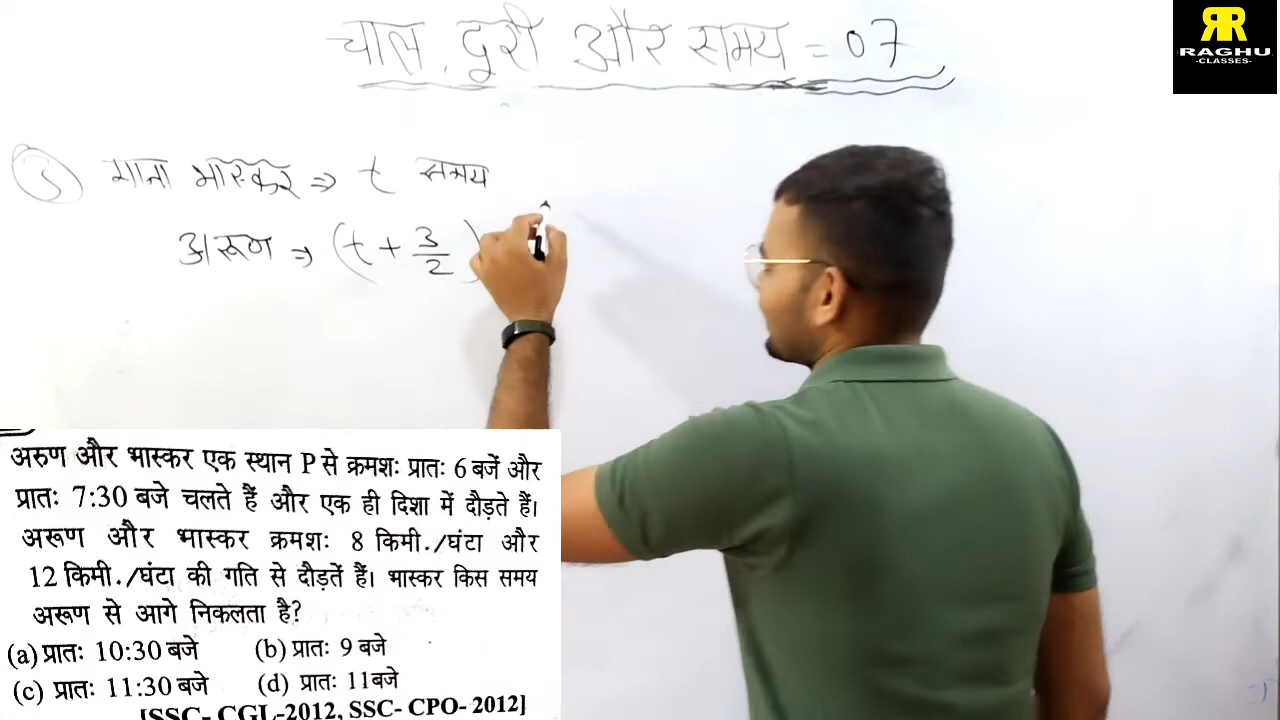 चाल, दूरी और समय = 07
RR
RAGHU
-CLASSES-
③ माना भास्कर ⇒ t समय
अरूण ⇒ (t + 3/2)
अरुण और भास्कर एक स्थान P से क्रमशः प्रातः 6 बजें और
प्रातः 7:30 बजे चलते हैं और एक ही दिशा में दौड़ते हैं।
अरूण और भास्कर क्रमशः 8 किमी./घंटा और
12 किमी./घंटा की गति से दौड़तें हैं। भास्कर किस समय
अरूण से आगे निकलता है?
(a) प्रातः 10:30 बजे (b) प्रातः 9 बजे
(c) प्रातः 11:30 बजे (d) प्रातः 11बजे
[SSC- CGL-2012, SSC- CPO- 2012]